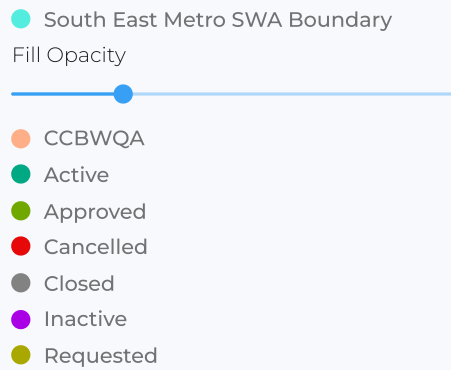 South East Metro SWA Boundary
Fill Opacity
CCBWQA
Active
Approved
Cancelled
Closed
Inactive
Requested